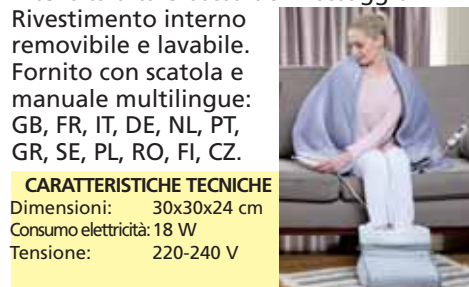 Rivestimento interno
removibile e lavabile.
Fornito con scatola e
manuale multilingue:
GB, FR, IT, DE, NL, PT,
GR, SE, PL, RO, FI, CZ.
CARATTERISTICHE TECNICHE
Dimensioni: 30x30x24 cm
Consumo elettricità: 18 W
Tensione: 220-240 V